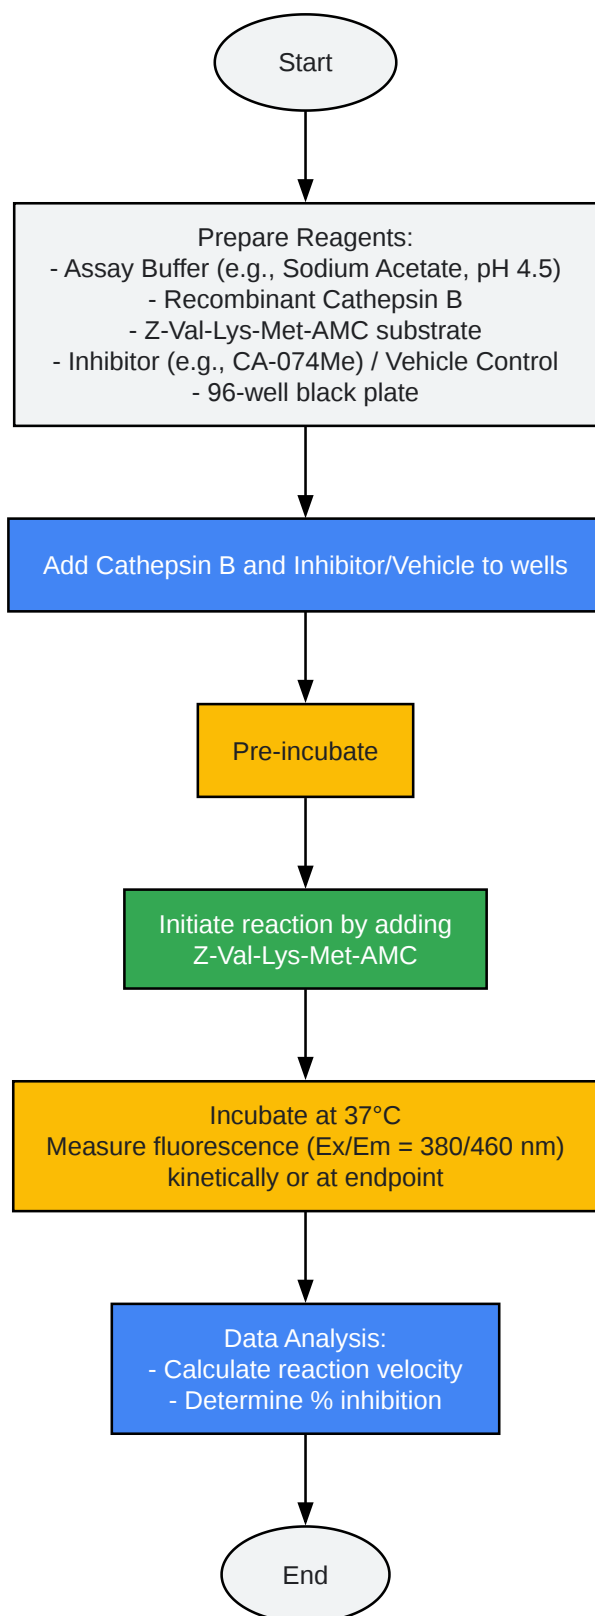 Start
Prepare Reagents:
- Assay Buffer (e.g., Sodium Acetate, pH 4.5)
- Recombinant Cathepsin B
- Z-Val-Lys-Met-AMC substrate
- Inhibitor (e.g., CA-074Me) / Vehicle Control
- 96-well black plate
Add Cathepsin B and Inhibitor/Vehicle to wells
Pre-incubate
Initiate reaction by adding
Z-Val-Lys-Met-AMC
Incubate at 37°C
Measure fluorescence (Ex/Em = 380/460 nm)
kinetically or at endpoint
Data Analysis:
- Calculate reaction velocity
- Determine % inhibition
End